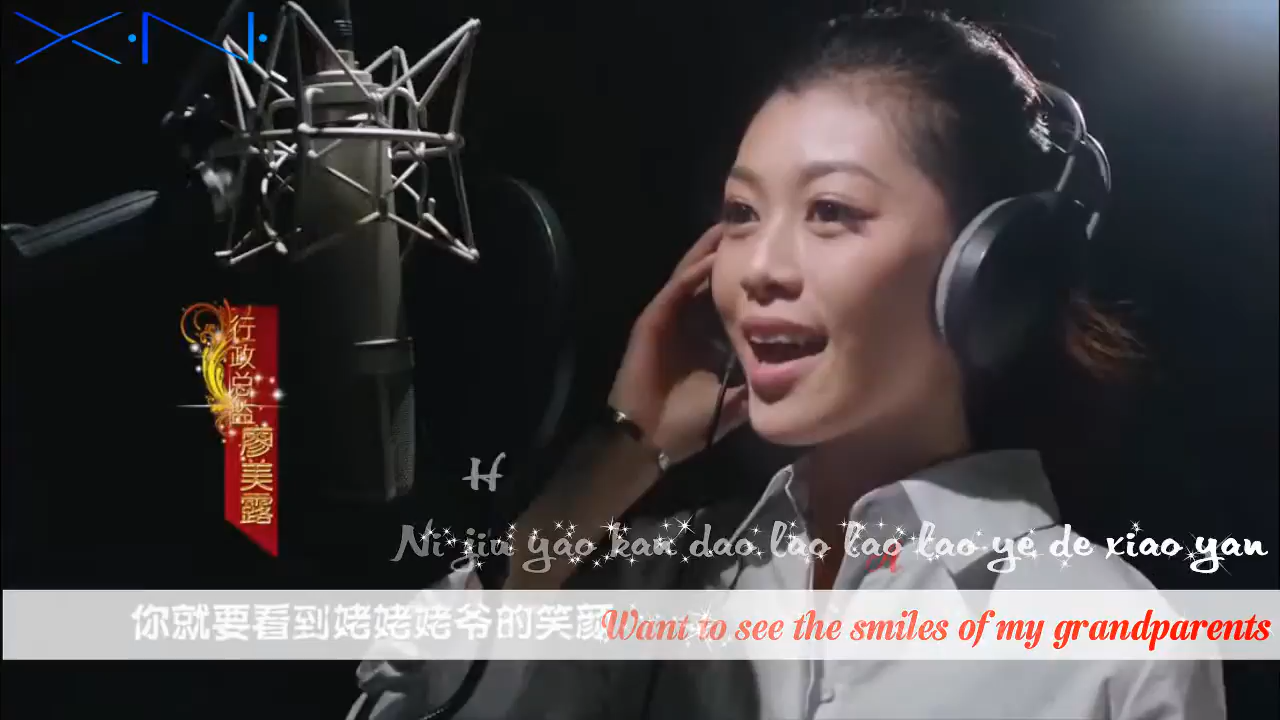 X·N·
行政总监
廖美露
H
Ni jiu yao kan dao lao lao lao ye de xiao yan
A
你就要看到姥姥姥爷的笑颜
Want to see the smiles of my grandparents